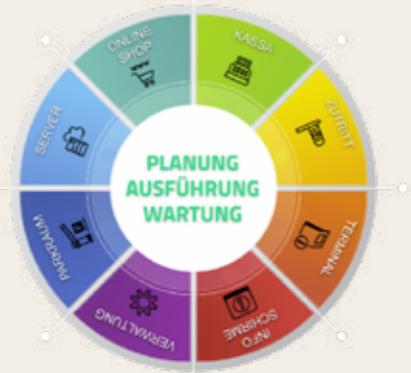 ONLINE
SHOP
KASSA
ZUTRITT
TERMINAL
INFO
SCHIRME
VERWALTUNG
PARKRAUM
SERVER
PLANUNG
AUSFÜHRUNG
WARTUNG